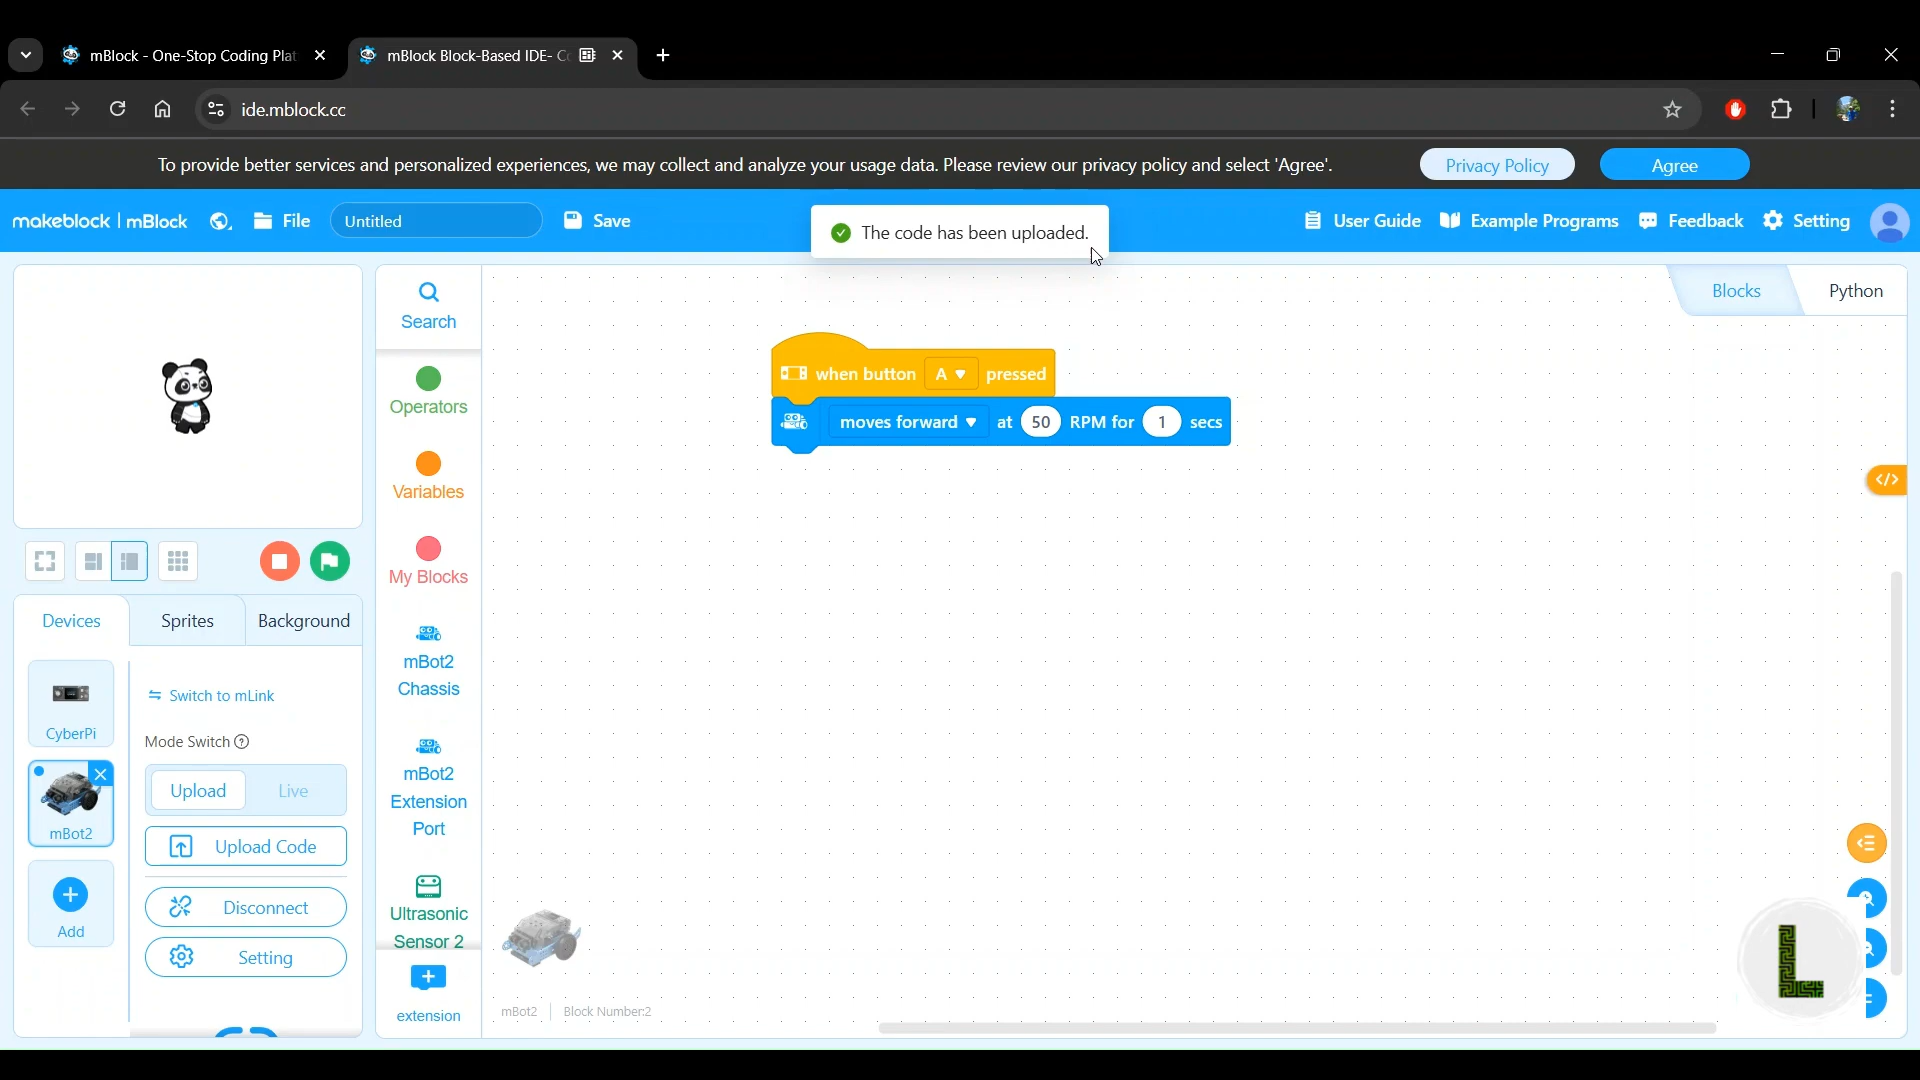 mBlock - One-Stop Coding Plat
mBlock Block-Based IDE- Co
ide.mblock.cc
To provide better services and personalized experiences, we may collect and analyze your usage data. Please review our privacy policy and select 'Agree'.
Privacy Policy
Agree
makeblock | mBlock
File
Untitled
Save
The code has been uploaded.
User Guide
Example Programs
Feedback
Setting
Search
Operators
Variables
My Blocks
mBot2
Chassis
mBot2
Extension
Port
Ultrasonic
Sensor 2
extension
Blocks
Python
when button A pressed
moves forward at 50 RPM for 1 secs
Devices
Sprites
Background
CyberPi
mBot2
Add
Switch to mLink
Mode Switch
Upload
Live
Upload Code
Disconnect
Setting
mBot2
Block Number:2
L